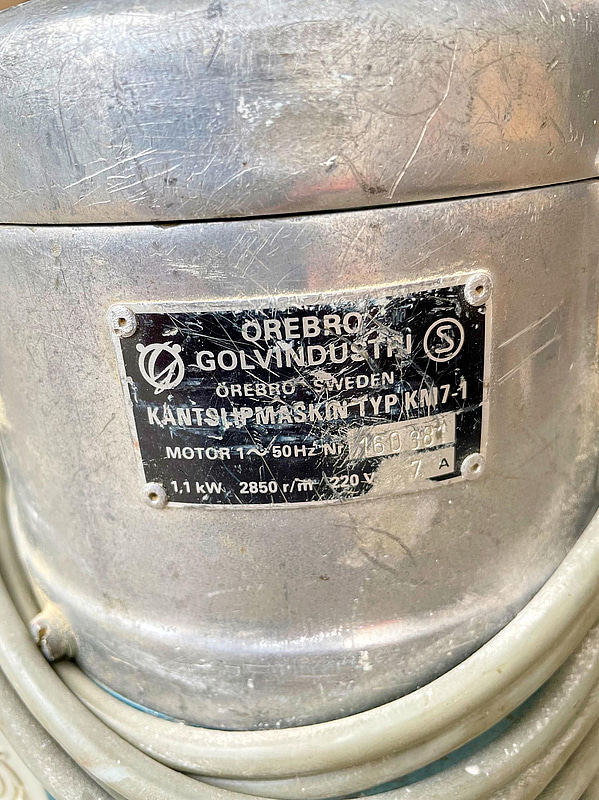 ÖREBRO
GOLVINDUSTRI
S
ÖREBRO SWEDEN
KANTSLIPMASKIN TYP KM7-1
MOTOR 1~ 50Hz Nr
1,1 kW 2850 r/m 220 V 7 A